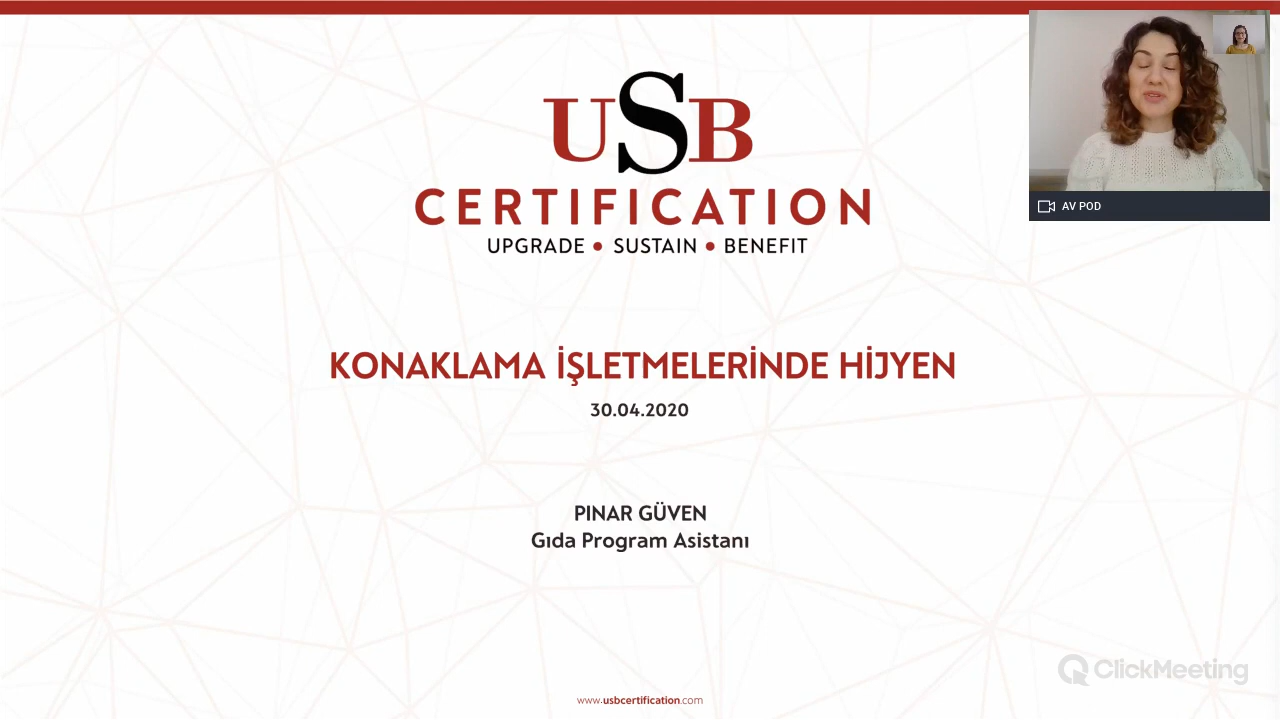 USB
CERTIFICATION
UPGRADE • SUSTAIN • BENEFIT
AV POD
KONAKLAMA İŞLETMELERİNDE HİJYEN
30.04.2020
PINAR GÜVEN
Gıda Program Asistanı
ClickMeeting
www.usbcertification.com